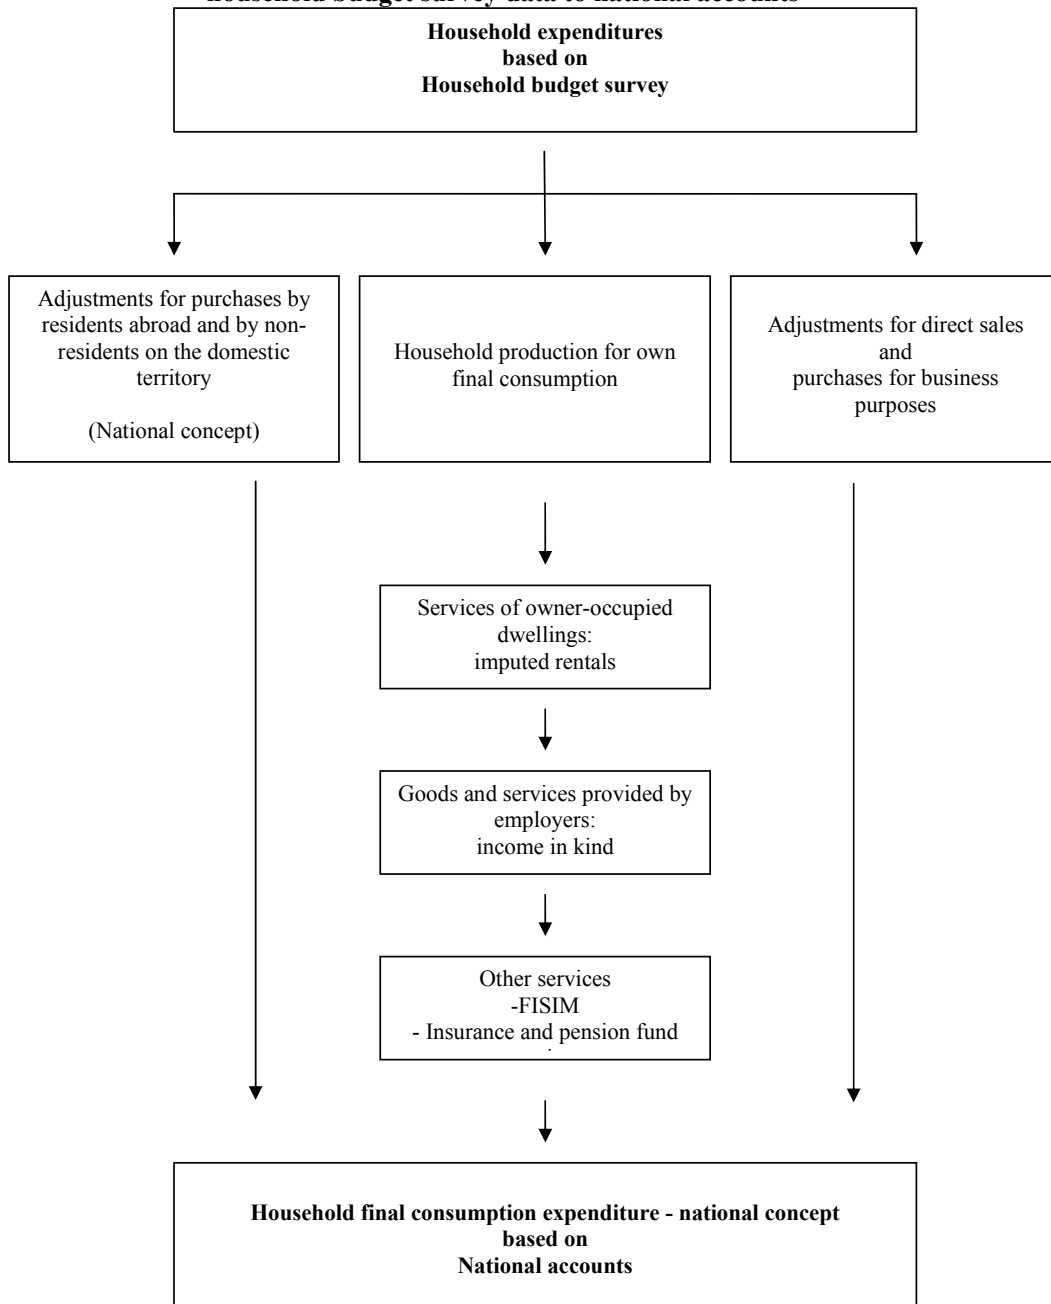 household budget survey data to national accounts
Household expenditures
based on
Household budget survey
Adjustments for purchases by
residents abroad and by non-
residents on the domestic
territory
(National concept)
Household production for own
final consumption
Adjustments for direct sales
and
purchases for business
purposes
Services of owner-occupied
dwellings:
imputed rentals
Goods and services provided by
employers:
income in kind
Other services
-FISIM
- Insurance and pension fund
Household final consumption expenditure - national concept
based on
National accounts